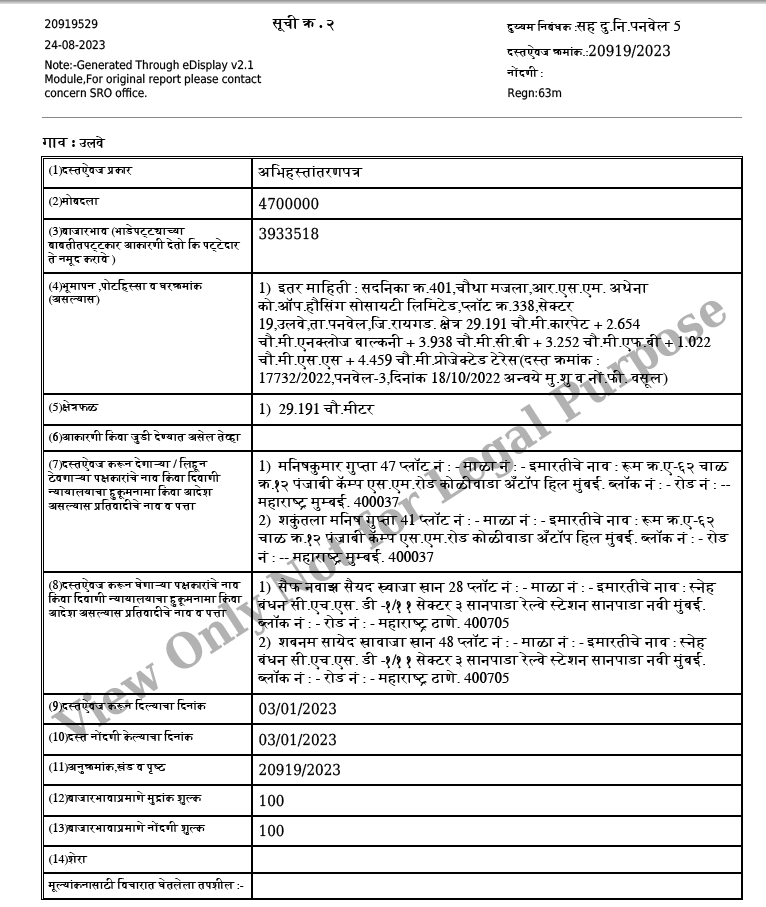 20919529
सूची क्र.२
दुय्यम निबंधक :सह दु.नि.पनवेल 5
24-08-2023
दस्तऐवज क्रमांक.:20919/2023
Note:-Generated Through eDisplay v2.1
Module,For original report please contact
concern SRO office.
नोंदणी :
Regn:63m
गाव : उलवे
(1)दस्तऐवज प्रकार
अभिहस्तांतरणपत्र
(2)मोबदला
4700000
(3)बाजारभाव (भाडेपट्ट्याच्या
बाबतीतपट्टकार आकारणी देतो कि पट्टेदार
ते नमूद करावे )
3933518
(4)भूमापन ,पोटहिस्सा व घरक्रमांक
(असल्यास)
1) इतर माहिती : सदनिका क्र.401,चौथा मजला,आर.एस.एम. अथेना
को.ऑप.हौसिंग सोसायटी लिमिटेड,प्लॉट क्र.338,सेक्टर
19,उलवे,ता.पनवेल,जि.रायगड. क्षेत्र 29.191 चौ.मी.कारपेट + 2.654
चौ.मी.एनक्लोज बाल्कनी + 3.938 चौ.मी.सी.बी + 3.252 चौ.मी.एफ.बी + 1.022
चौ.मी.एस.एस + 4.459 चौ.मी.प्रोजेक्टेड टेरेस(दस्त क्रमांक :
17732/2022,पनवेल-3,दिनांक 18/10/2022 अन्वये मु.शु व नों.फी. वसूल)
(5)क्षेत्रफळ
1) 29.191 चौ.मीटर
(6)आकारणी किंवा जुडी देण्यात असेल तेव्हा
(7)दस्तऐवज करून देणाऱ्या / लिहून
ठेवणाऱ्या पक्षकारांचे नाव किंवा दिवाणी
न्यायालयाचा हुकूमनामा किंवा आदेश
असल्यास प्रतिवादीचे नाव व पत्ता
1) मनिषकुमार गुप्ता 47 प्लॉट नं : - माळा नं : - इमारतीचे नाव : रूम क्र.ए-६२ चाळ
क्र.१२ पंजाबी कॅम्प एस.एम.रोड कोळीवाडा अँटॉप हिल मुंबई. ब्लॉक नं : - रोड नं : --
महाराष्ट्र मुम्बई. 400037
2) शकुंतला मनिष गुप्ता 41 प्लॉट नं : - माळा नं : - इमारतीचे नाव : रूम क्र.ए-६२
चाळ क्र.१२ पंजाबी कॅम्प एस.एम.रोड कोळीवाडा अँटॉप हिल मुंबई. ब्लॉक नं : - रोड
नं : -- महाराष्ट्र मुम्बई. 400037
(8)दस्तऐवज करून घेणाऱ्या पक्षकारांचे नाव
किंवा दिवाणी न्यायालयाचा हुकूमनामा किंवा
आदेश असल्यास प्रतिवादीचे नाव व पत्ता
1) सैफ नवाझ सैयद ख्वाजा खान 28 प्लॉट नं : - माळा नं : - इमारतीचे नाव : स्नेह
बंधन सी.एच.एस. डी -१/११ सेक्टर ३ सानपाडा रेल्वे स्टेशन सानपाडा नवी मुंबई.
ब्लॉक नं : - रोड नं : - महाराष्ट्र ठाणे. 400705
2) शबनम सायेद खावाजा खान 48 प्लॉट नं : - माळा नं : - इमारतीचे नाव : स्नेह
बंधन सी.एच.एस. डी -१/११ सेक्टर ३ सानपाडा रेल्वे स्टेशन सानपाडा नवी मुंबई.
ब्लॉक नं : - रोड नं : - महाराष्ट्र ठाणे. 400705
(9)दस्तऐवज करून दिल्याचा दिनांक
03/01/2023
(10)दस्त नोंदणी केल्याचा दिनांक
03/01/2023
(11)अनुक्रमांक,खंड व पृष्ट
20919/2023
(12)बाजारभावाप्रमाणे मुद्रांक शुल्क
100
(13)बाजारभावाप्रमाणे नोंदणी शुल्क
100
(14)शेरा
मूल्यांकनासाठी विचारात घेतलेला तपशील :-
View Only Not for Legal Purpose